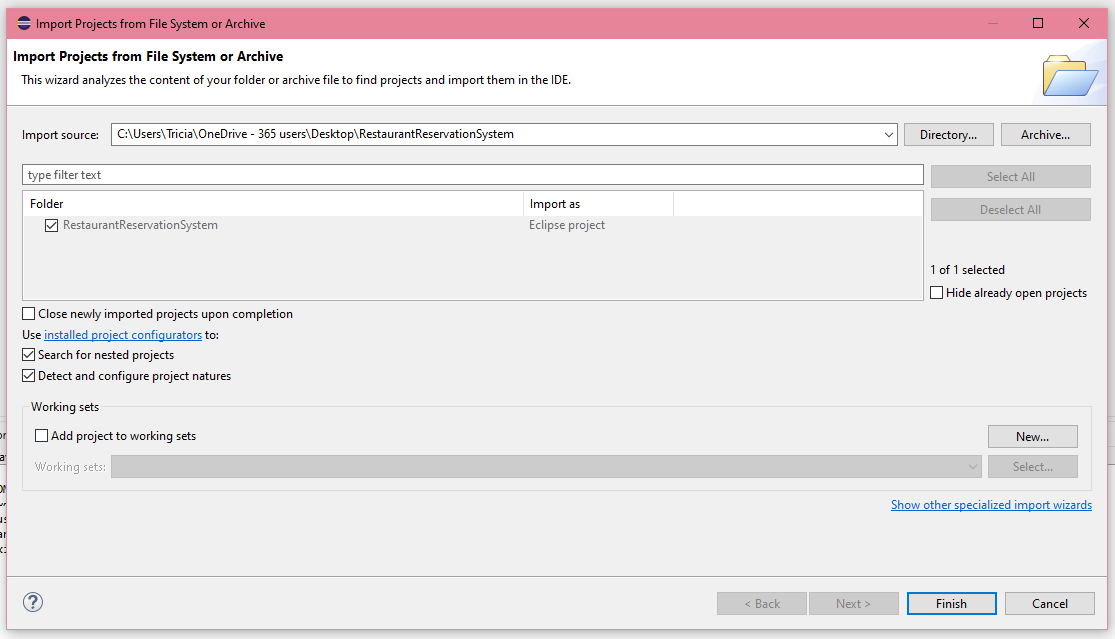 Import Projects from File System or Archive
Import Projects from File System or Archive
This wizard analyzes the content of your folder or archive file to find projects and import them in the IDE.
Import source: C:\Users\Tricia\OneDrive - 365 users\Desktop\RestaurantReservationSystem Directory... Archive...
type filter text Select All
Folder Import as
Deselect All
RestaurantReservationSystem Eclipse project
1 of 1 selected
Hide already open projects
Close newly imported projects upon completion
Use installed project configurators to:
Search for nested projects
Detect and configure project natures
Working sets
Add project to working sets New...
Working sets: Select...
Show other specialized import wizards
? < Back Next > Finish Cancel